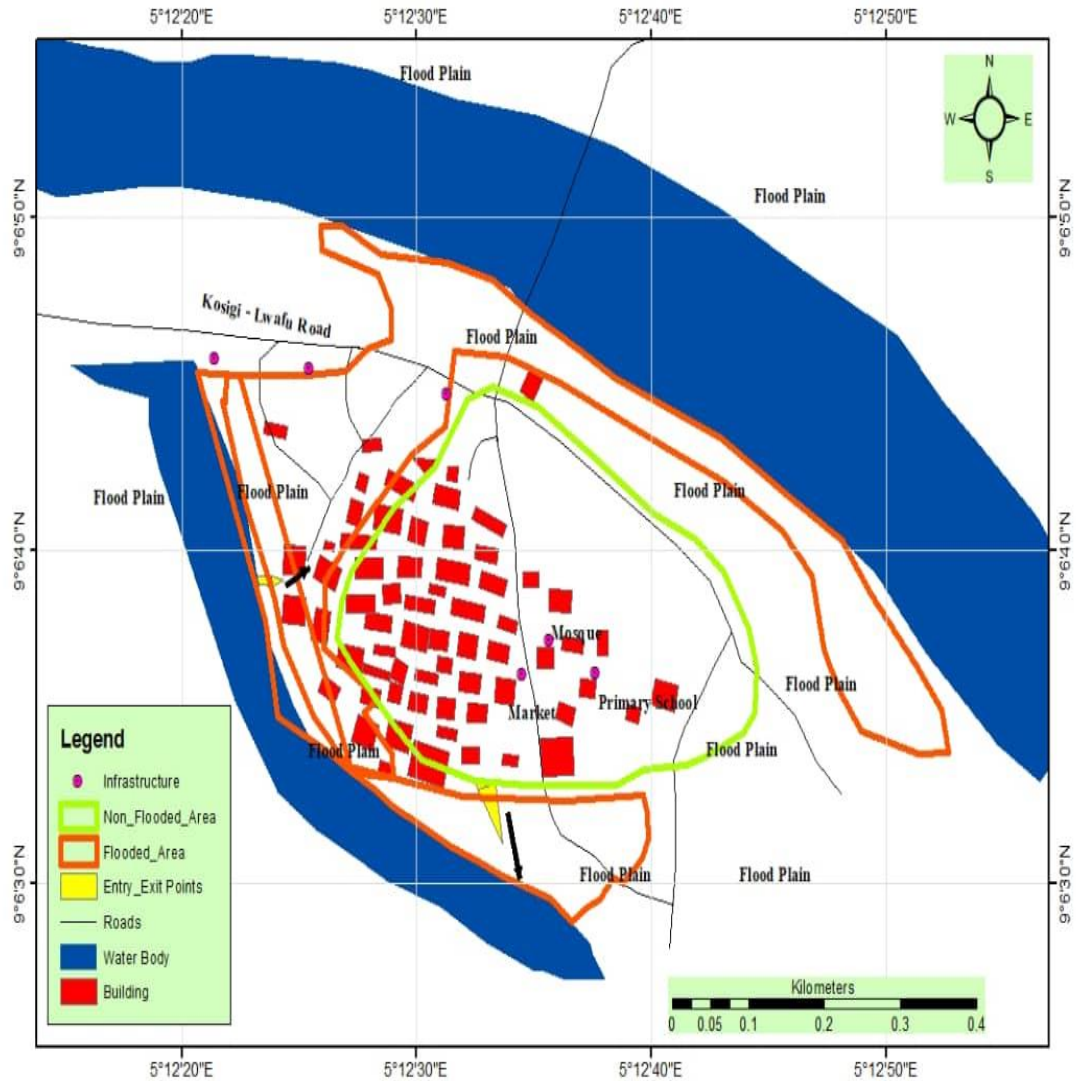 5°12'20"E 5°12'30"E 5°12'40"E 5°12'50"E
Flood Plain
N
W E
S
Flood Plain
9°6'50"N 9°6'50"N
Kosigi - Lwafu Road
Flood Plain
Flood Plain Flood Plain Flood Plain
9°6'40"N 9°6'40"N
Mosque
Flood Plain
Primary School
Market
Flood Plain Flood Plain
Flood Plain Flood Plain
9°6'30"N 9°6'30"N
Legend
Infrastructure
Non_Flooded_Area
Flooded_Area
Entry_Exit Points
Roads
Water Body
Building
Kilometers
0 0.05 0.1 0.2 0.3 0.4
5°12'20"E 5°12'30"E 5°12'40"E 5°12'50"E